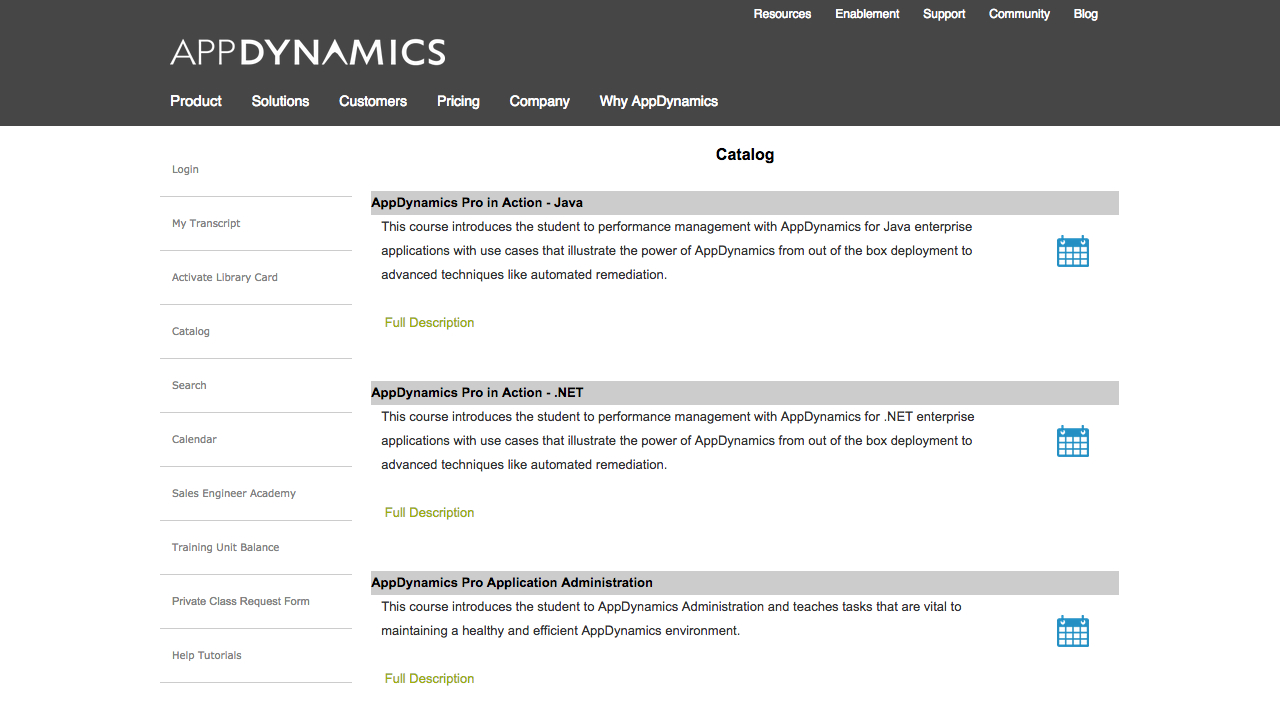 Resources Enablement Support Community Blog
APPDYNAMICS
Product Solutions Customers Pricing Company Why AppDynamics
Login
My Transcript
Activate Library Card
Catalog
Search
Calendar
Sales Engineer Academy
Training Unit Balance
Private Class Request Form
Help Tutorials
Catalog
AppDynamics Pro in Action - Java
This course introduces the student to performance management with AppDynamics for Java enterprise
applications with use cases that illustrate the power of AppDynamics from out of the box deployment to
advanced techniques like automated remediation.
Full Description
AppDynamics Pro in Action - .NET
This course introduces the student to performance management with AppDynamics for .NET enterprise
applications with use cases that illustrate the power of AppDynamics from out of the box deployment to
advanced techniques like automated remediation.
Full Description
AppDynamics Pro Application Administration
This course introduces the student to AppDynamics Administration and teaches tasks that are vital to
maintaining a healthy and efficient AppDynamics environment.
Full Description